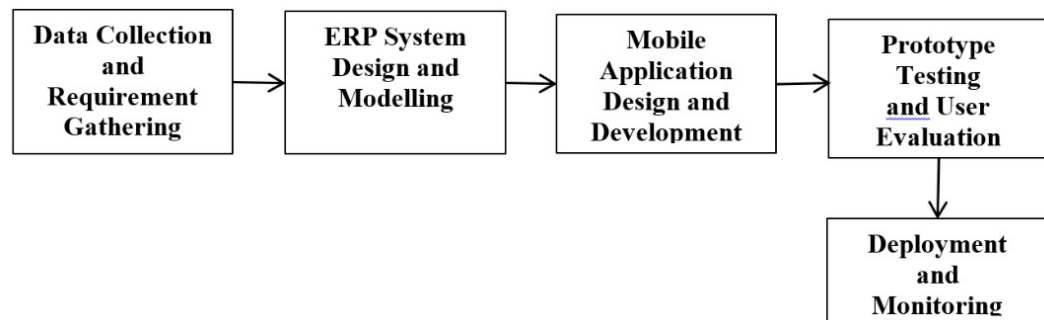 Data Collection
and
Requirement
Gathering
ERP System
Design and
Modelling
Mobile
Application
Design and
Development
Prototype
Testing
and User
Evaluation
Deployment
and
Monitoring